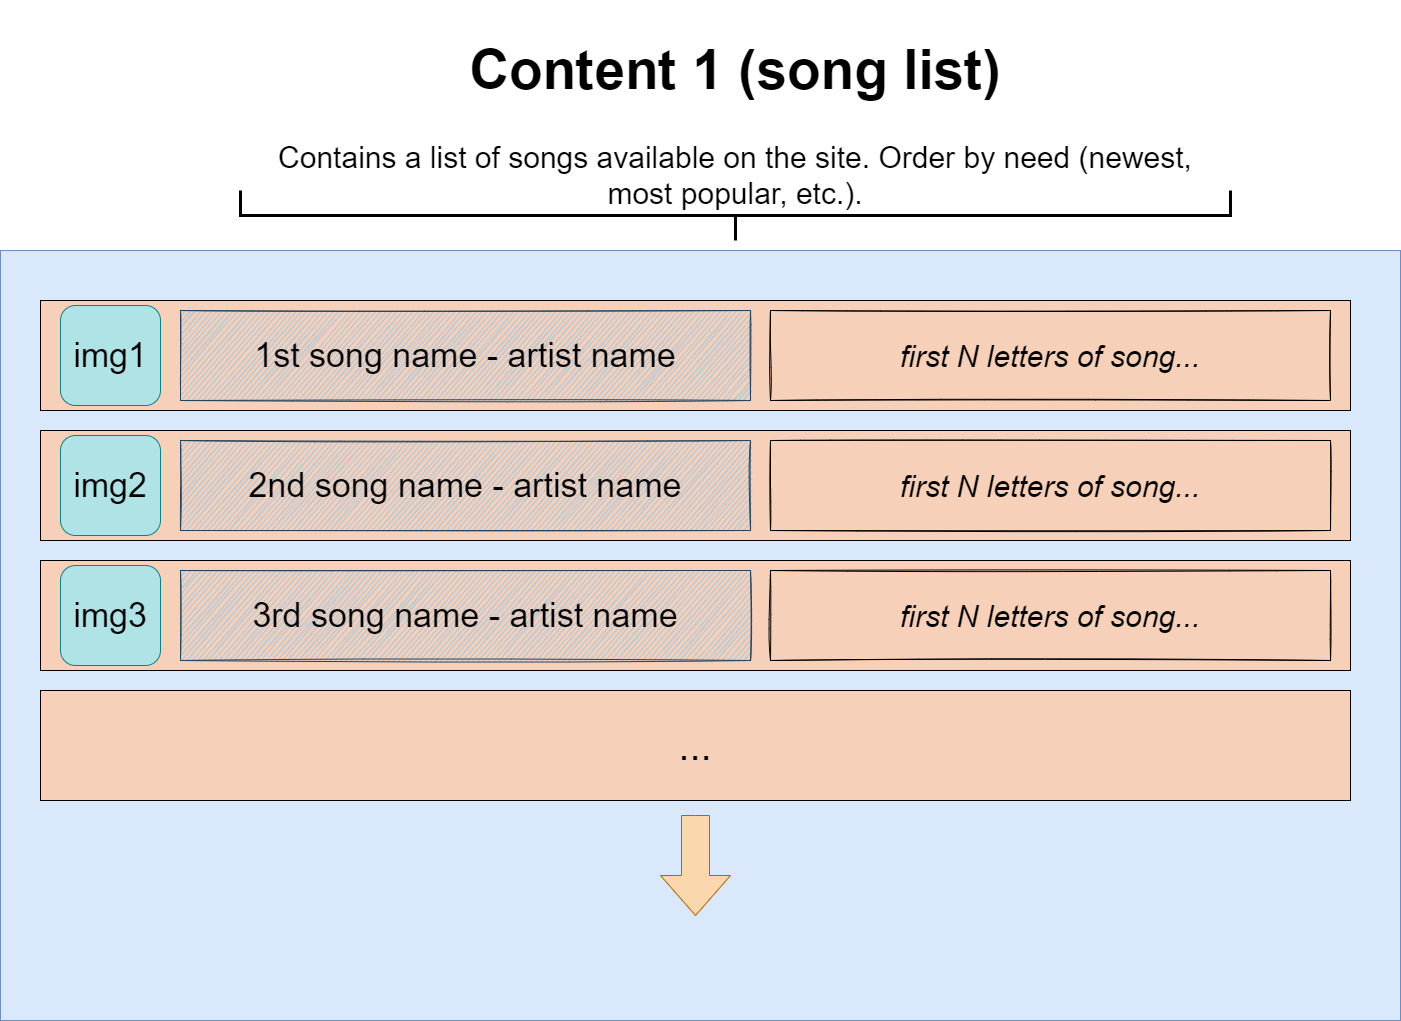 Content 1 (song list)
Contains a list of songs available on the site. Order by need (newest,
most popular, etc.).
img1
1st song name - artist name
first N letters of song...
img2
2nd song name - artist name
first N letters of song...
img3
3rd song name - artist name
first N letters of song...
...